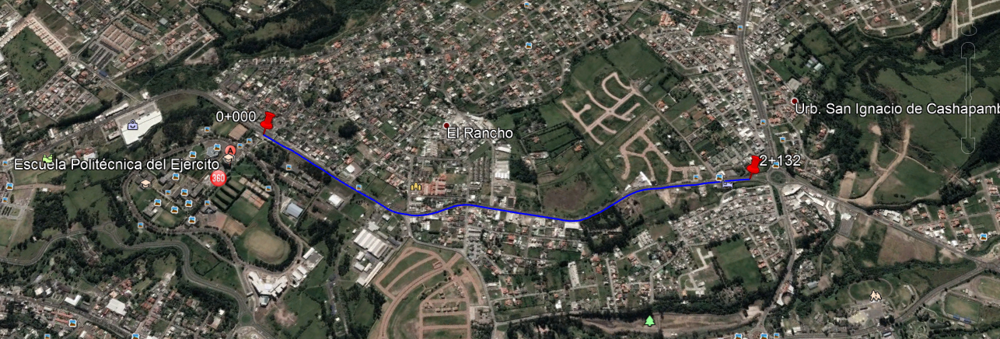 0+000
El Rancho
Urb. San Ignacio de Cashapamb
Escuela Politécnica del Ejercito
A
360
2+132